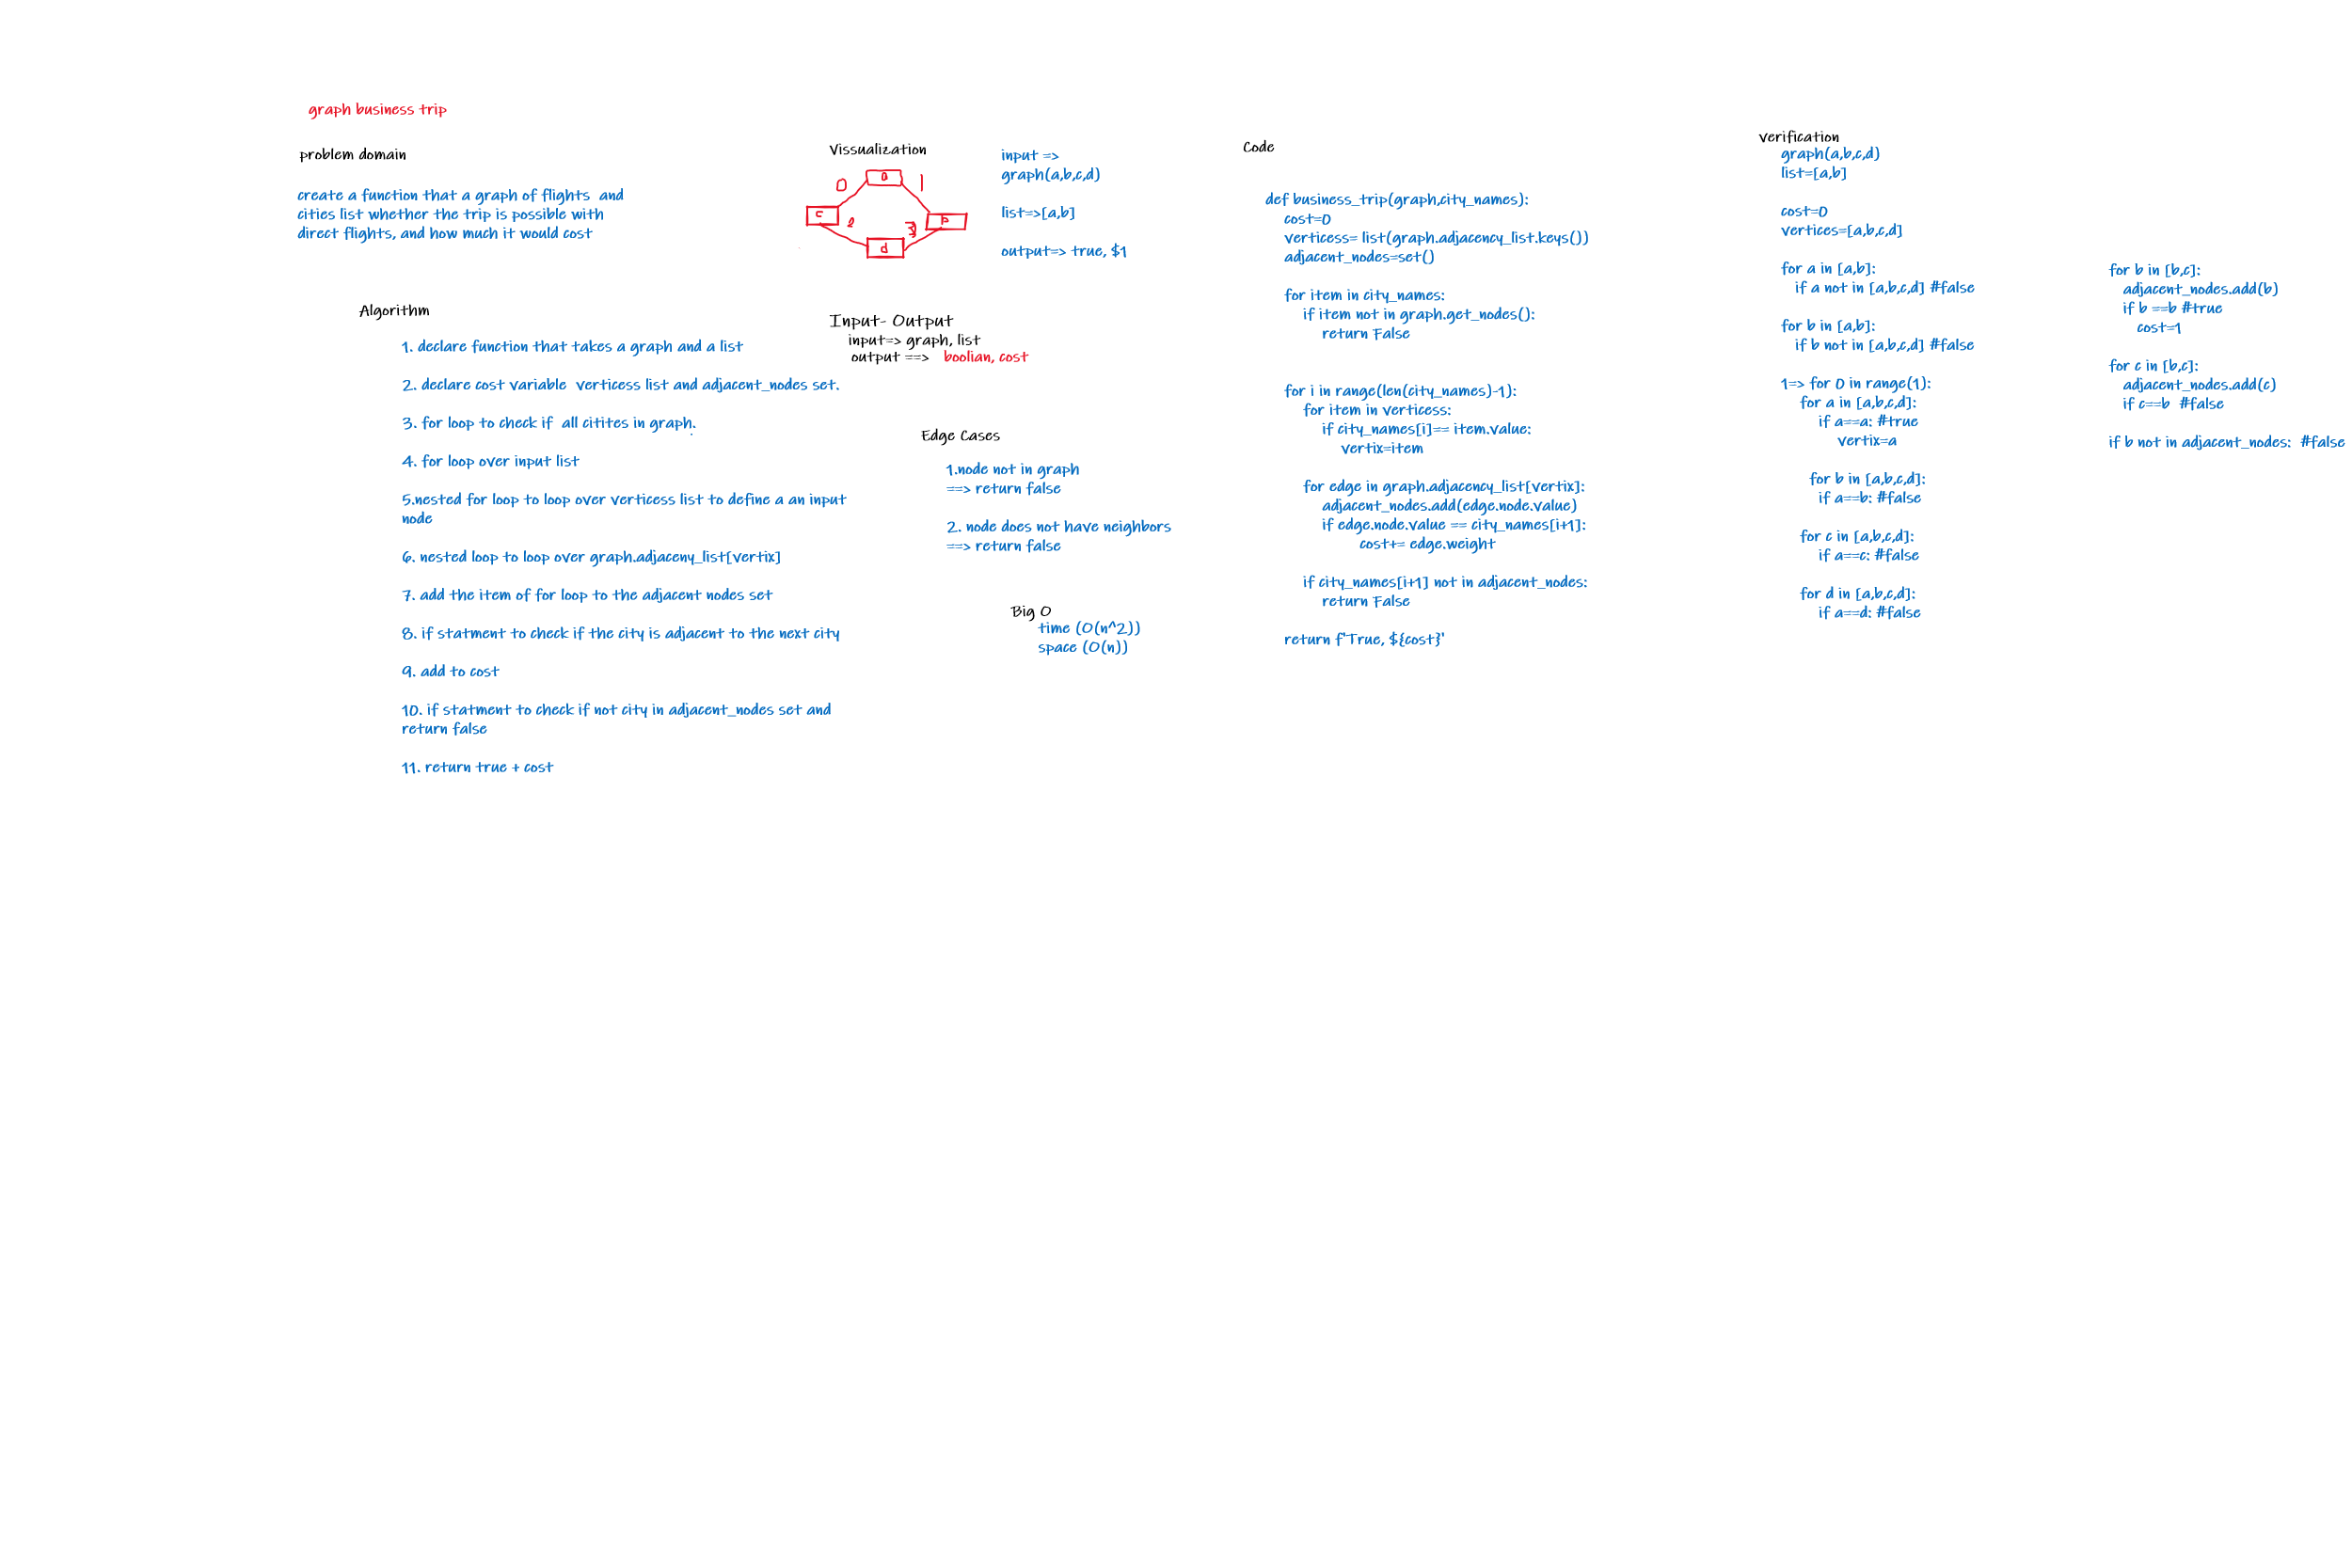 graph business trip
problem domain
create a function that a graph of flights and
cities list whether the trip is possible with
direct flights, and how much it would cost
Algorithm
1. declare function that takes a graph and a list
2. declare cost variable verticess list and adjacent_nodes set.
3. for loop to check if all citites in graph.
4. for loop over input list
5.nested for loop to loop over verticess list to define a an input
node
6. nested loop to loop over graph.adjaceny_list[vertix]
7. add the item of for loop to the adjacent nodes set
8. if statment to check if the city is adjacent to the next city
9. add to cost
10. if statment to check if not city in adjacent_nodes set and
return false
11. return true + cost
Vissualization
a
0
1
c
b
2
3
d
input =>
graph(a,b,c,d)
list=>[a,b]
output=> true, $1
Input- Output
input=> graph, list
output ==> boolian, cost
Edge Cases
1.node not in graph
==> return false
2. node does not have neighbors
==> return false
Big O
time (O(n^2))
space (O(n))
Code
def business_trip(graph,city_names):
cost=0
verticess= list(graph.adjacency_list.keys())
adjacent_nodes=set()
for item in city_names:
if item not in graph.get_nodes():
return False
for i in range(len(city_names)-1):
for item in verticess:
if city_names[i]== item.value:
vertix=item
for edge in graph.adjacency_list[vertix]:
adjacent_nodes.add(edge.node.value)
if edge.node.value == city_names[i+1]:
cost+= edge.weight
if city_names[i+1] not in adjacent_nodes:
return False
return f'True, ${cost}'
verification
graph(a,b,c,d)
list=[a,b]
cost=0
vertices=[a,b,c,d]
for a in [a,b]:
if a not in [a,b,c,d] #false
for b in [a,b]:
if b not in [a,b,c,d] #false
1=> for 0 in range(1):
for a in [a,b,c,d]:
if a==a: #true
vertix=a
for b in [a,b,c,d]:
if a==b: #false
for c in [a,b,c,d]:
if a==c: #false
for d in [a,b,c,d]:
if a==d: #false
for b in [b,c]:
adjacent_nodes.add(b)
if b ==b #true
cost=1
for c in [b,c]:
adjacent_nodes.add(c)
if c==b #false
if b not in adjacent_nodes: #false